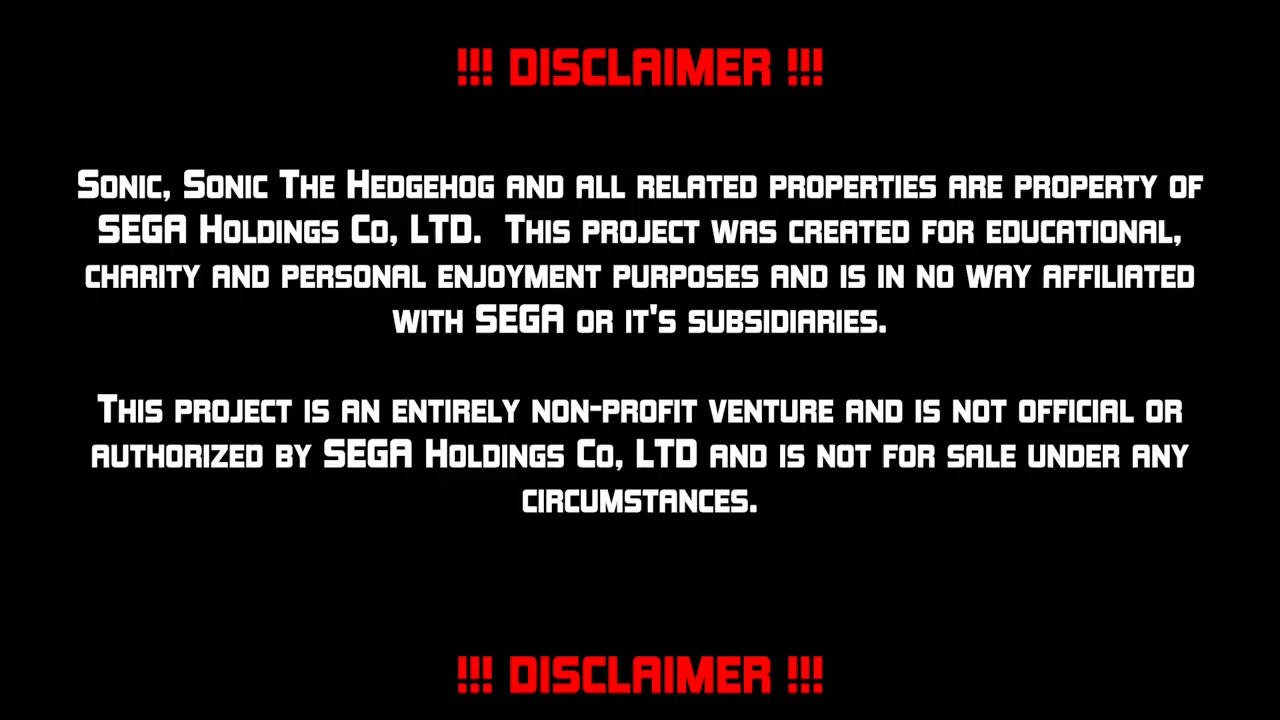 !!! DISCLAIMER !!!
Sonic, Sonic The Hedgehog and all related properties are property of
SEGA Holdings Co, LTD.  This project was created for educational,
charity and personal enjoyment purposes and is in no way affiliated
with SEGA or it's subsidiaries.
This project is an entirely non-profit venture and is not official or
authorized by SEGA Holdings Co, LTD and is not for sale under any
circumstances.
!!! DISCLAIMER !!!